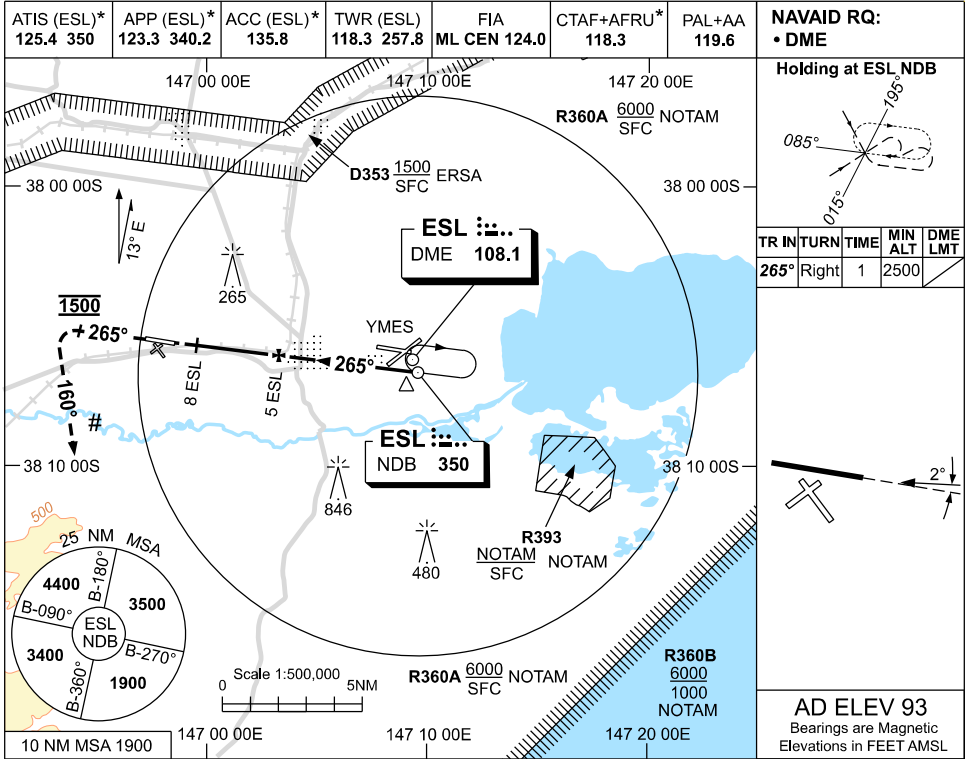 ATIS (ESL)*
125.4 350
APP (ESL)*
123.3 340.2
ACC (ESL)*
135.8
TWR (ESL)
118.3 257.8
FIA
ML CEN 124.0
CTAF+AFRU*
118.3
PAL+AA
119.6
NAVAID RQ:
• DME
Holding at ESL NDB
195°
085°
015°
TR IN TURN TIME MIN ALT DME LMT
265° Right 1 2500
147 00 00E
147 10 00E
147 20 00E
R360A 6000 SFC NOTAM
D353 1500 SFC ERSA
38 00 00S
38 00 00S
13° E
ESL
DME 108.1
265
1500
265°
YMES
265°
8 ESL
5 ESL
160°
#
ESL
NDB 350
38 10 00S
38 10 00S
2°
846
480
R393
NOTAM SFC NOTAM
500
25 NM MSA
4400
B-180°
3500
B-090°
ESL
NDB
B-270°
3400
B-360°
1900
Scale 1:500,000
0 5NM
R360A 6000 SFC NOTAM
R360B
6000
1000
NOTAM
10 NM MSA 1900
147 00 00E
147 10 00E
147 20 00E
AD ELEV 93
Bearings are Magnetic
Elevations in FEET AMSL